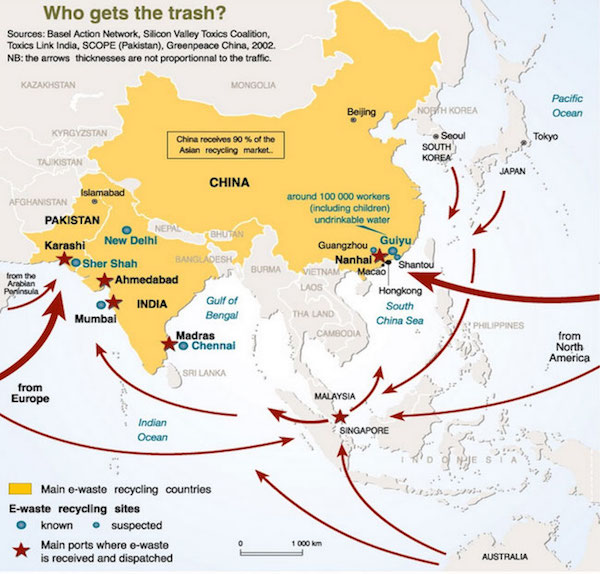 Who gets the trash?
Sources: Basel Action Network, Silicon Valley Toxics Coalition,
Toxics Link India, SCOPE (Pakistan), Greenpeace China, 2002.
NB: the arrows thicknesses are not proportionnal to the traffic.
KAZAKHSTAN
MONGOLIA
Pacific
Ocean
Beijing
NORTH KOREA
KYRGYZSTAN
China receives 90 % of the
Asian recycling market..
Seoul
SOUTH
KOREA
Tokyo
JAPAN
TAJIKISTAN
CHINA
Islamabad
AFGHANISTAN
around 100 000 workers
(including children)
undrinkable water
PAKISTAN
NEPAL
BHUTAN
New Delhi
Karashi
Sher Shah
BANGLADESH
Guangzhou
Guiyu
Nanhai
Shantou
Macao
Hongkong
from the
Arabian
Peninsula
Ahmedabad
INDIA
Mumbai
BURMA
VIETNAM
LAOS
Gulf of
Bengal
South
China Sea
THA LAND
PHILIPPINES
CAMBODIA
Madras
Chennai
from
North
America
SRI LANKA
from
Europe
MALAYSIA
SINGAPORE
Indian
Ocean
INDONESIA
Main e-waste recycling countries
E-waste recycling sites
known
suspected
Main ports where e-waste
is received and dispatched
0
1 000 km
AUSTRALIA